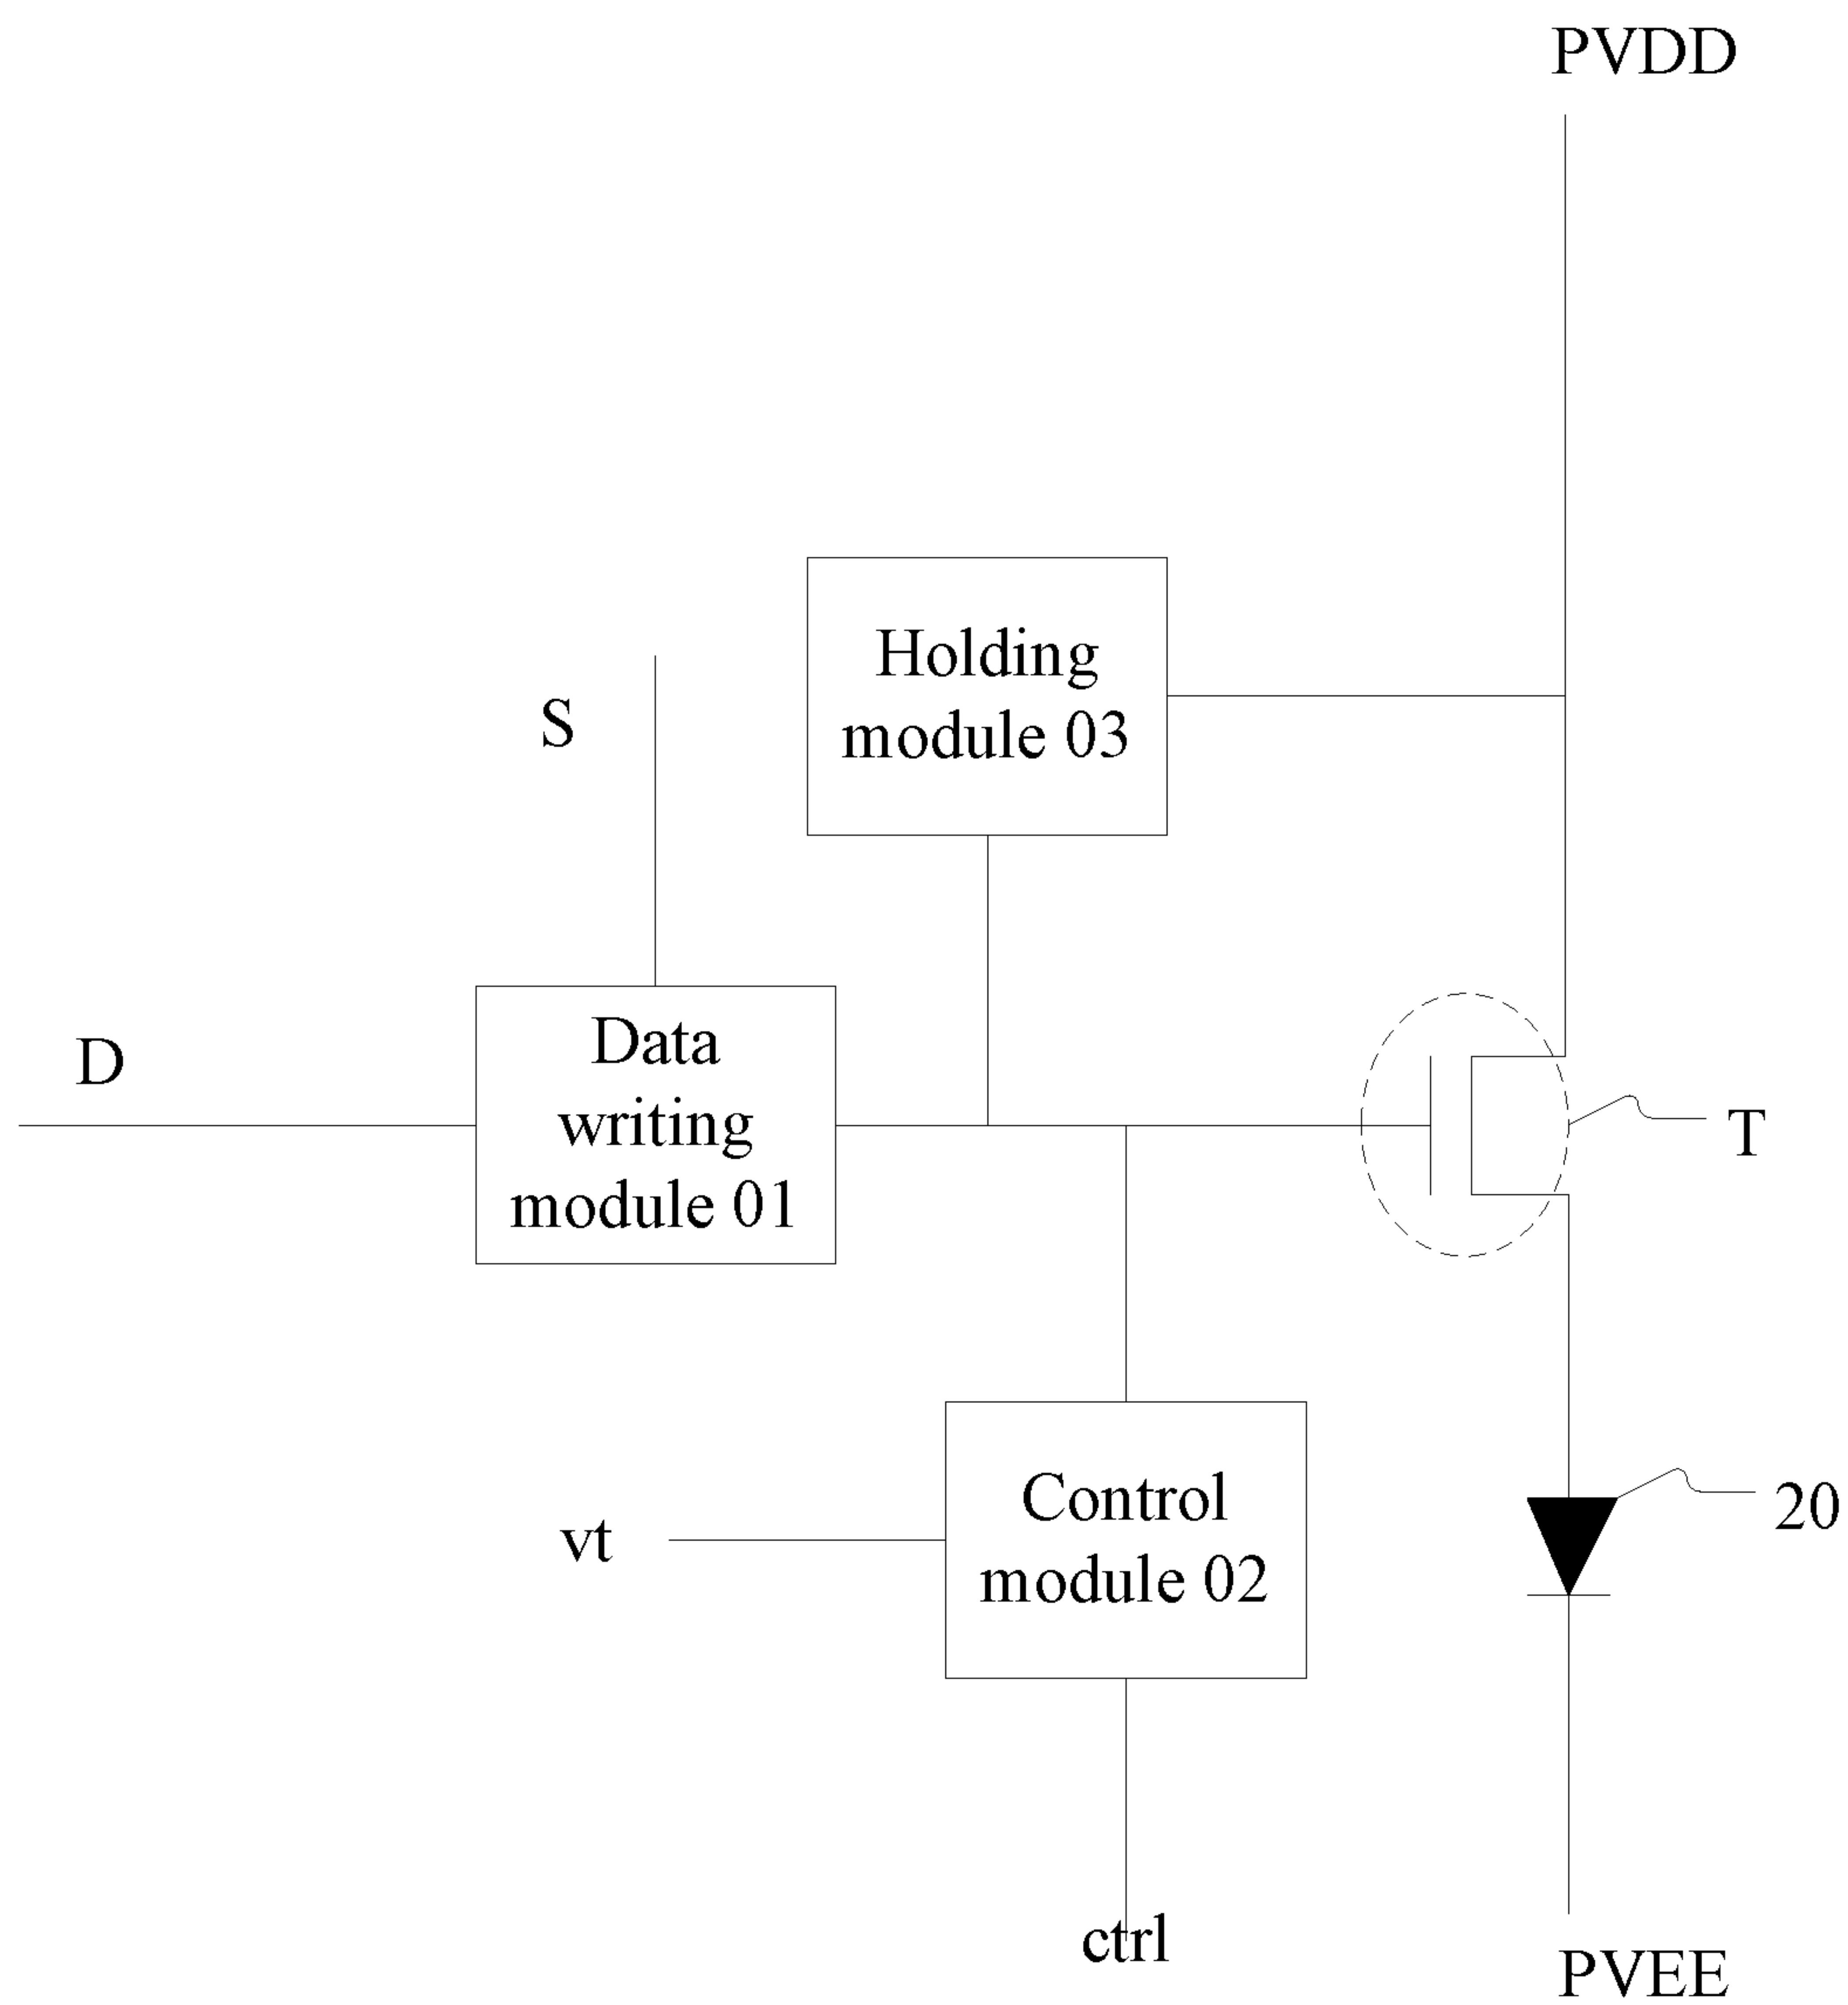 PVDD
Holding
module 03
S
Data
writing
module 01
D
T
Control
module 02
vt
20
ctrl
PVEE